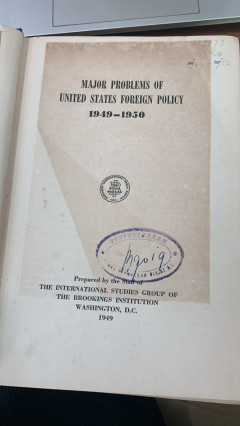 MAJOR PROBLEMS OF
UNITED STATES FOREIGN POLICY
1949–1950
Prepared by the Staff of
THE INTERNATIONAL STUDIES GROUP OF
THE BROOKINGS INSTITUTION
WASHINGTON, D.C.
1949